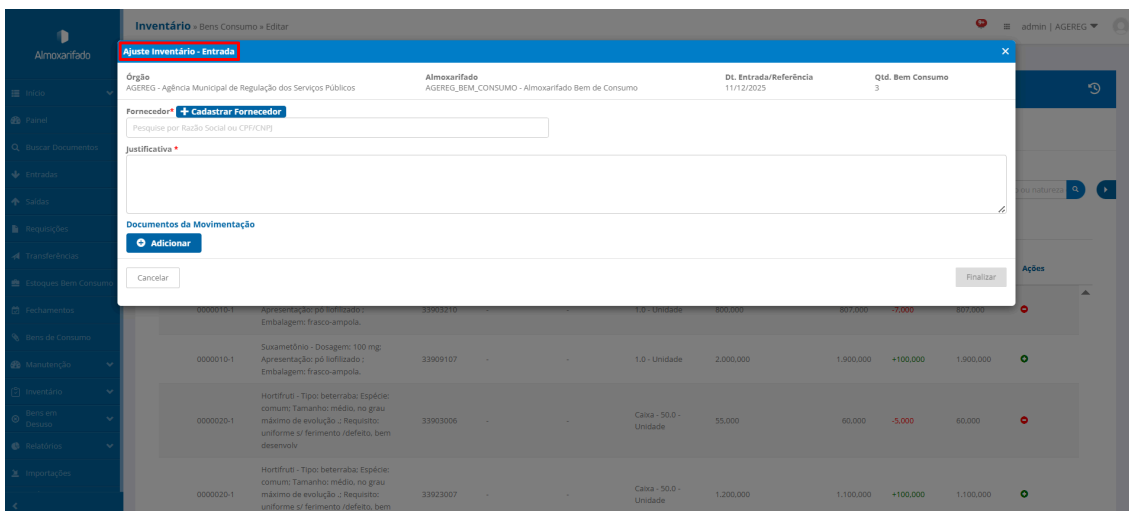 Inventário » Bens Consumo » Editar
9+
admin | AGEREG
Almoxarifado
Início
Painel
Buscar Documentos
Entradas
Saídas
Requisições
Transferências
Estoques Bem Consumo
Fechamentos
Bens de Consumo
Manutenção
Inventário
Bens em
Desuso
Relatórios
Importações
Ajuste Inventário - Entrada
Órgão
AGEREG - Agência Municipal de Regulação dos Serviços Públicos
Almoxarifado
AGEREG_BEM_CONSUMO - Almoxarifado Bem de Consumo
Dt. Entrada/Referência
11/12/2025
Qtd. Bem Consumo
3
Fornecedor* + Cadastrar Fornecedor
Pesquise por Razão Social ou CPF/CNPJ
Justificativa *
Documentos da Movimentação
Adicionar
Cancelar
Finalizar
ou natureza
Ações
0000010-1 Apresentação: pó liofilizado ; 33903210 - - 1.0 - Unidade 800,000 807,000 -7,000 807,000
Embalagem: frasco-ampola.
Suxametônio - Dosagem: 100 mg;
0000010-1 Apresentação: pó liofilizado ; 33909107 - - 1.0 - Unidade 2.000,000 1.900,000 +100,000 1.900,000
Embalagem: frasco-ampola.
Hortifruti - Tipo: beterraba; Espécie:
comum; Tamanho: médio, no grau
0000020-1 máximo de evolução .; Requisito: 33903006 - - Caixa - 50.0 - Unidade 55,000 60,000 -5,000 60,000
uniforme s/ ferimento /defeito, bem
desenvolv
Hortifruti - Tipo: beterraba; Espécie:
comum; Tamanho: médio, no grau
0000020-1 máximo de evolução .; Requisito: 33923007 - - Caixa - 50.0 - Unidade 1.200,000 1.100,000 +100,000 1.100,000
uniforme s/ ferimento /defeito, bem